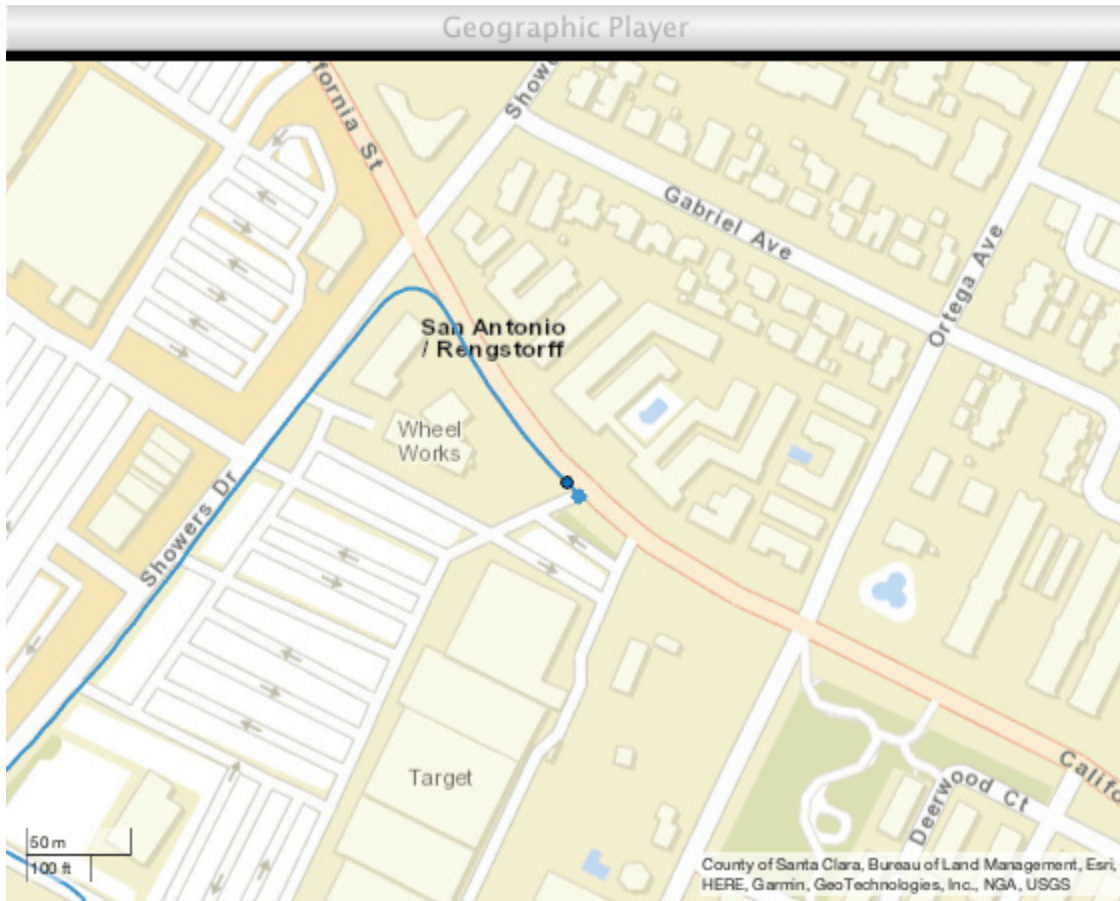 Geographic Player
ifornia St
Showe
Gabriel Ave
Ortega Ave
San Antonio
/ Rengstorff
Wheel
Works
Showers Dr
Target
Califo
Deerwood Ct
50 m
100 ft
County of Santa Clara, Bureau of Land Management, Esri,
HERE, Garmin, GeoTechnologies, Inc., NGA, USGS